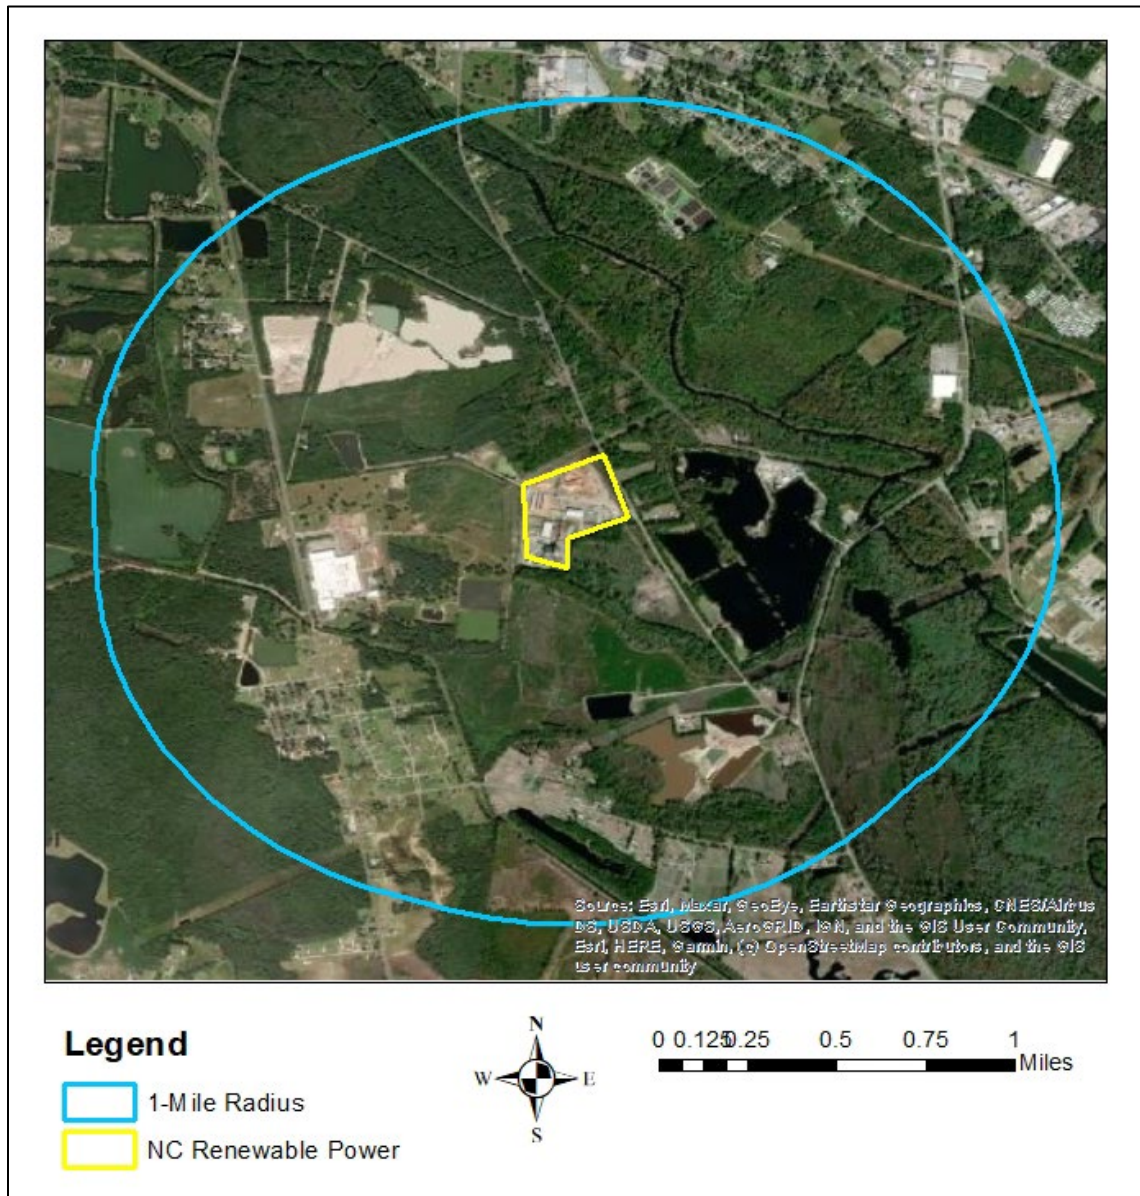 Source: Esri, Maxar, GeoEye, Earthstar Geographics, CNES/Airbus
DS, USDA, USGS, AeroGRID, IGN, and the GIS User Community,
Esri, HERE, Garmin, (c) OpenStreetMap contributors, and the GIS
user community
Legend
1-Mile Radius
NC Renewable Power
N
W E
S
0 0.125 0.25 0.5 0.75 1
Miles